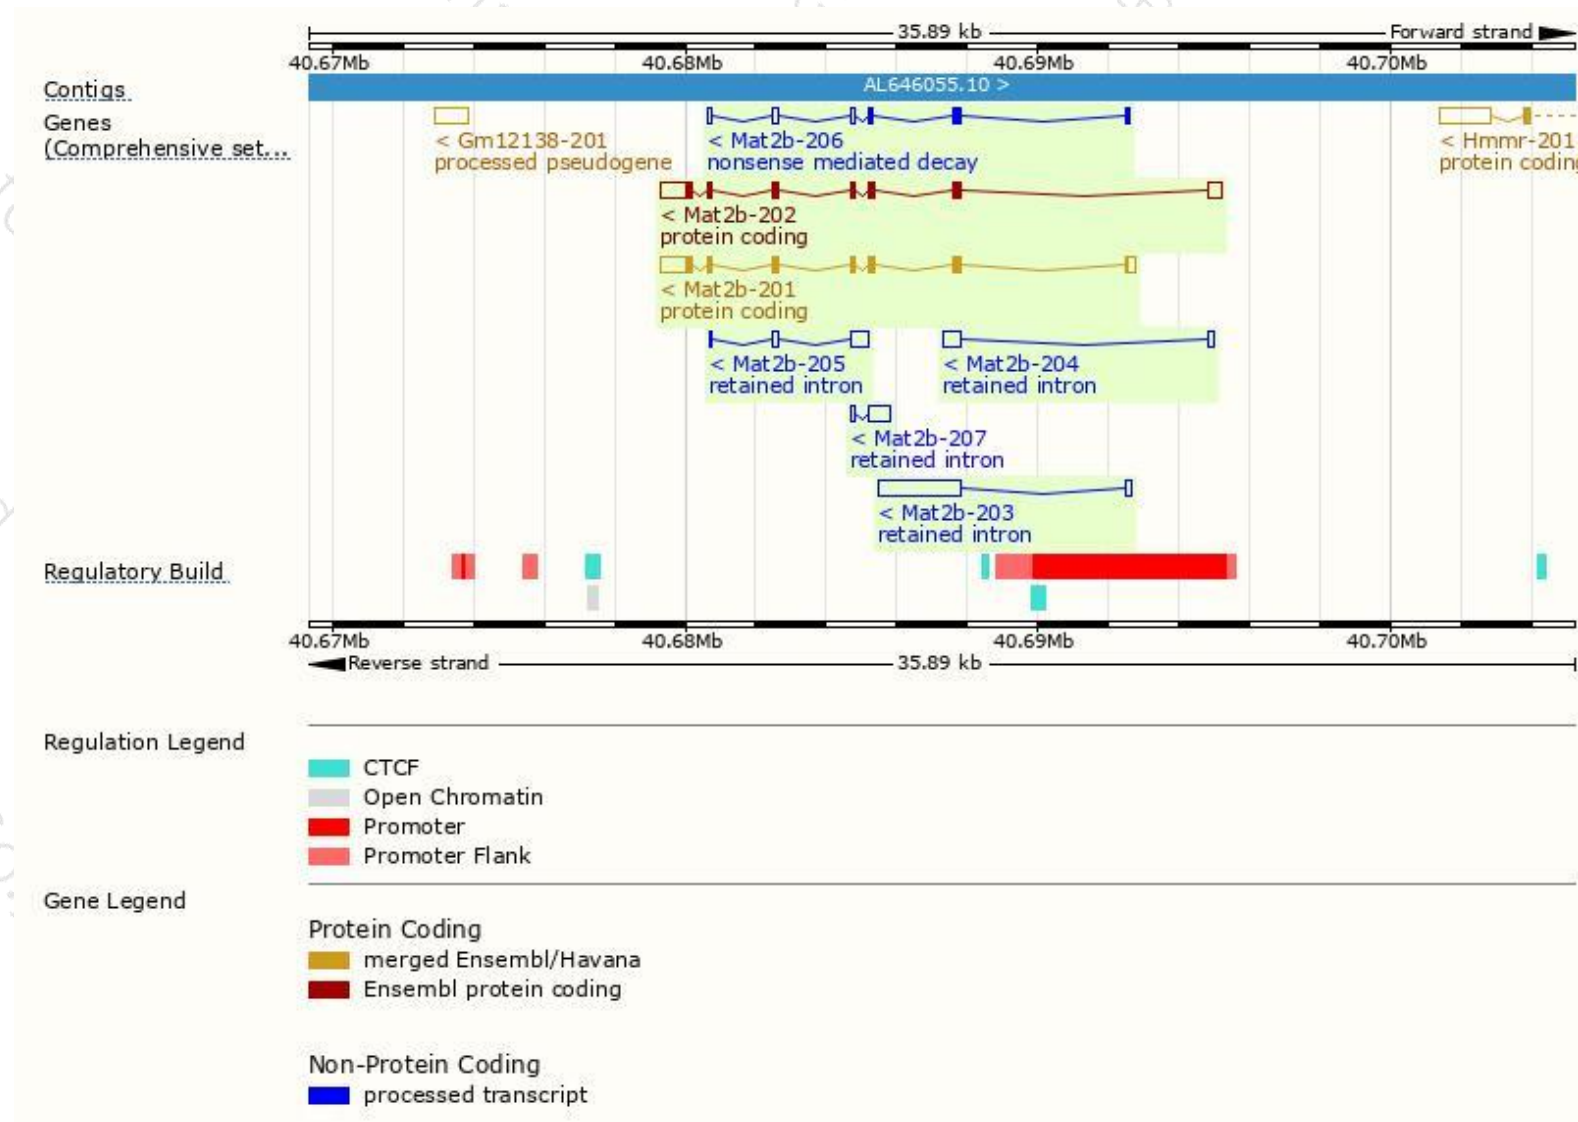 35.89 kb Forward strand
40.67Mb 40.68Mb 40.69Mb 40.70Mb
Contigs AL646055.10 >
Genes
(Comprehensive set...
< Gm12138-201 < Mat2b-206 < Hmmr-201
processed pseudogene nonsense mediated decay protein coding
< Mat2b-202
protein coding
< Mat2b-201
protein coding
< Mat2b-205 < Mat2b-204
retained intron retained intron
< Mat2b-207
retained intron
< Mat2b-203
retained intron
Regulatory Build
40.67Mb 40.68Mb 40.69Mb 40.70Mb
Reverse strand 35.89 kb
Regulation Legend
CTCF
Open Chromatin
Promoter
Promoter Flank
Gene Legend
Protein Coding
merged Ensembl/Havana
Ensembl protein coding
Non-Protein Coding
processed transcript